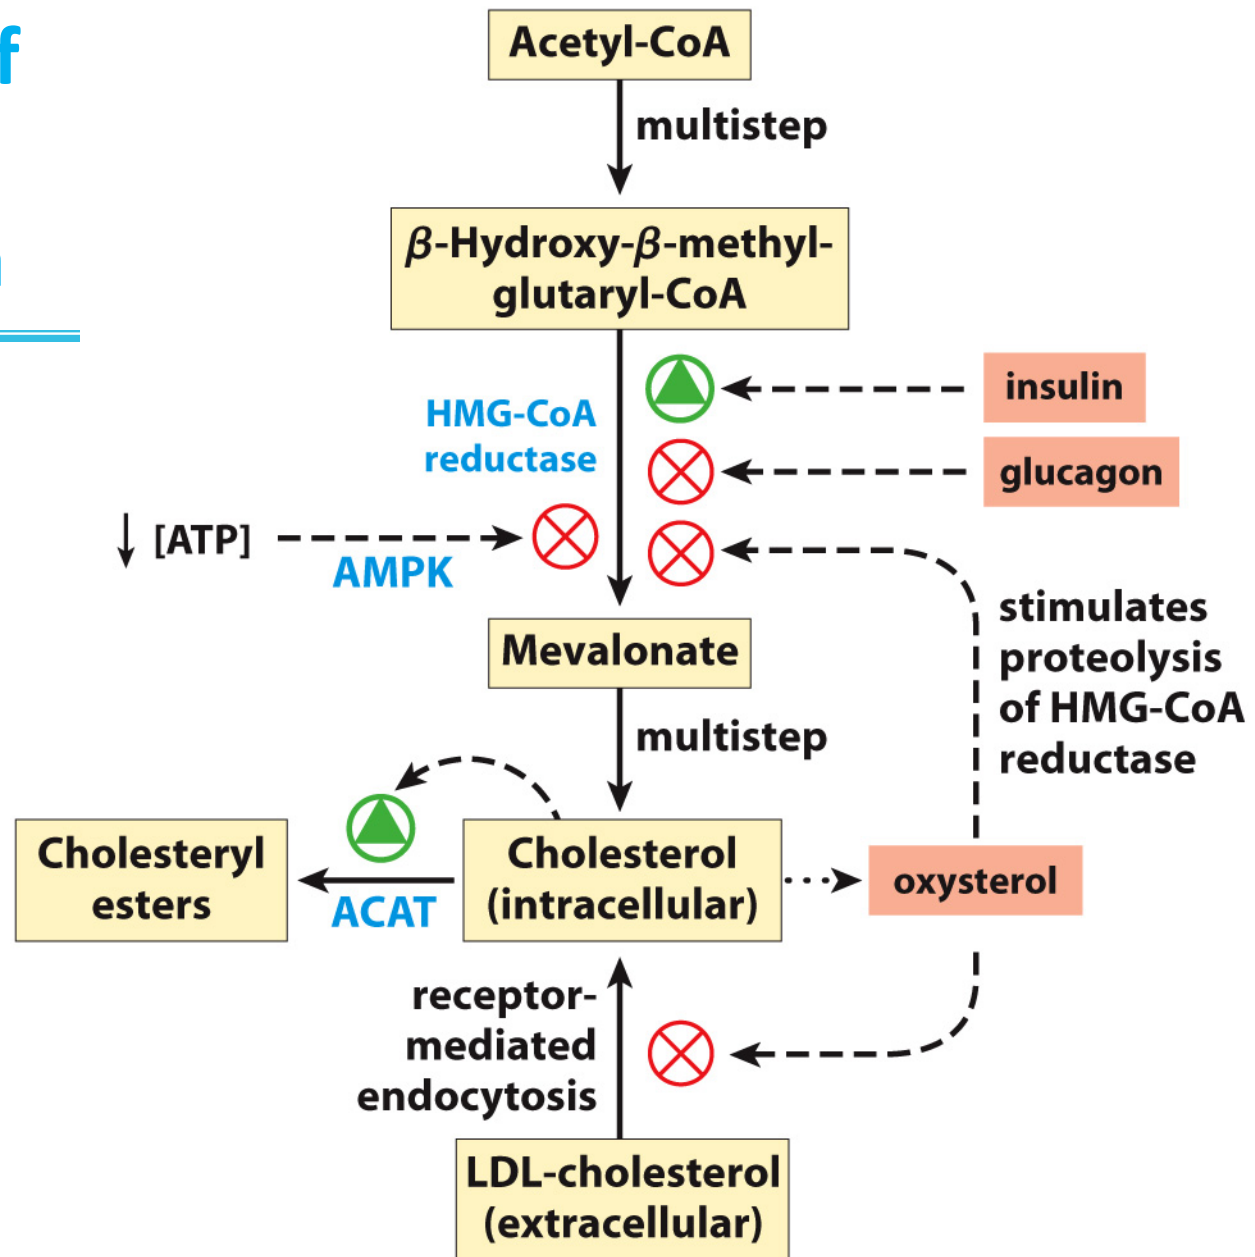 f
Acetyl-CoA
multistep
β-Hydroxy-β-methyl-
glutaryl-CoA
insulin
HMG-CoA
reductase
glucagon
↓ [ATP]
AMPK
stimulates
proteolysis
of HMG-CoA
reductase
Mevalonate
multistep
Cholesteryl
esters
ACAT
Cholesterol
(intracellular)
oxysterol
receptor-
mediated
endocytosis
LDL-cholesterol
(extracellular)